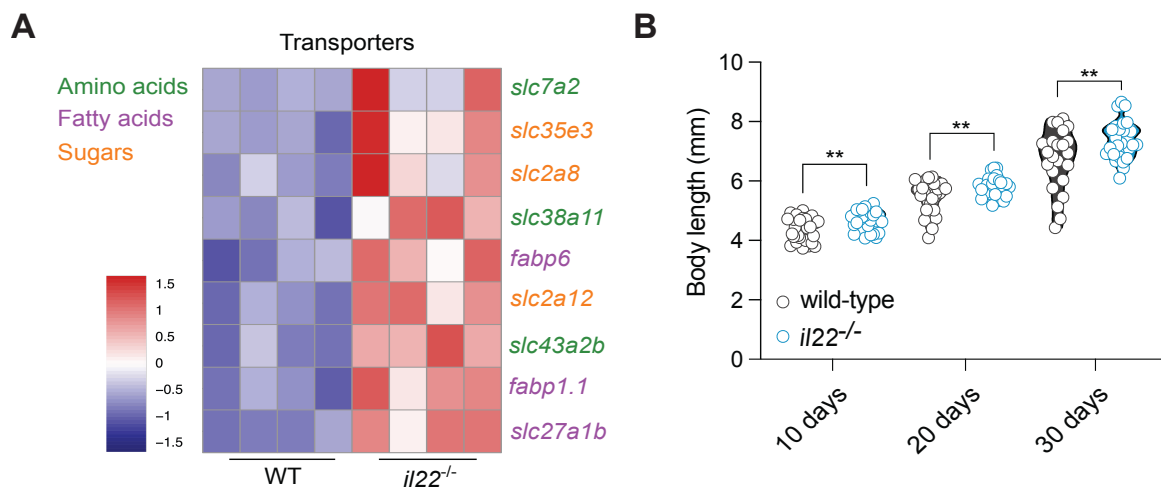 A
Transporters
Amino acids
Fatty acids
Sugars
slc7a2
slc35e3
slc2a8
slc38a11
fabp6
slc2a12
slc43a2b
fabp1.1
slc27a1b
1.5
1
0.5
0
−0.5
−1
−1.5
WT
il22-/-
B
Body length (mm)
10
8
6
4
2
0
**
**
**
wild-type
il22-/-
10 days
20 days
30 days